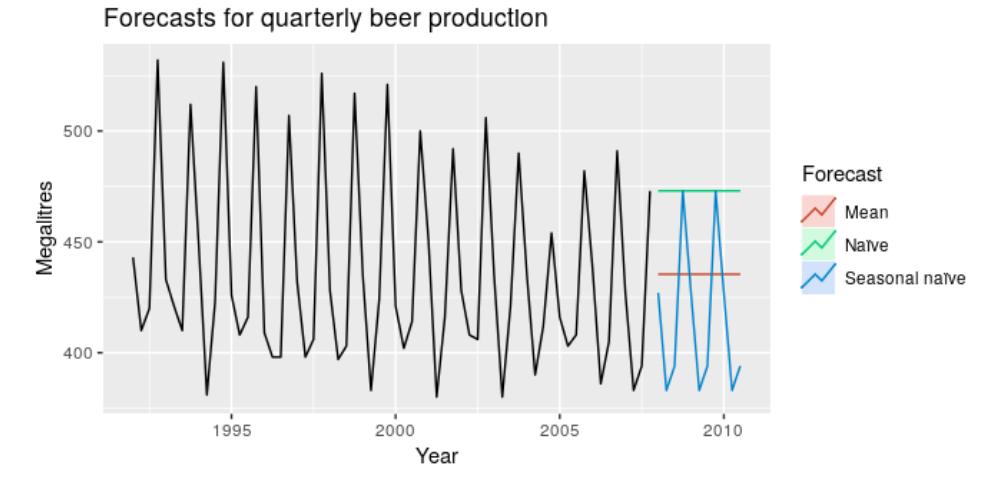 Forecasts for quarterly beer production
500
450
400
Megalitres
1995 2000 2005 2010
Year
Forecast
Mean
Naïve
Seasonal naïve